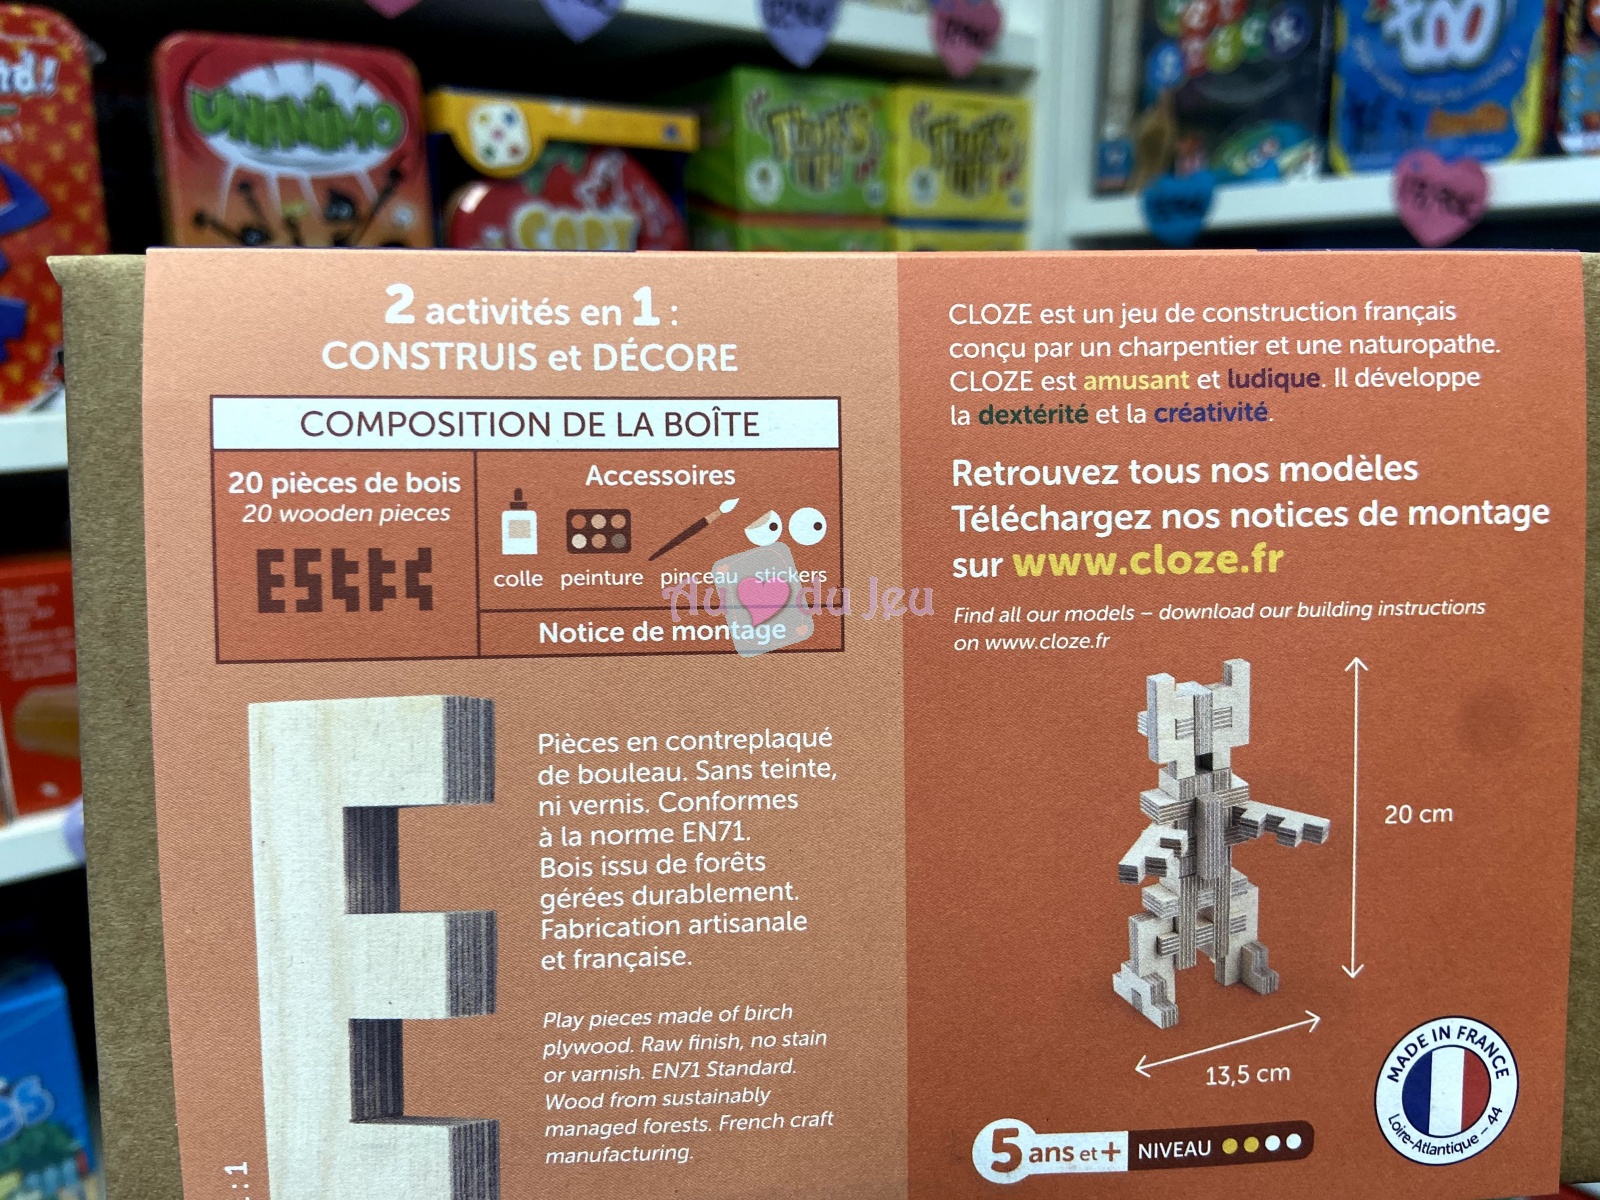 UNANIMO
TIME'S
TIME'S
2 activités en 1 :
CONSTRUIS et DÉCORE
COMPOSITION DE LA BOÎTE
20 pièces de bois
20 wooden pieces
Accessoires
colle peinture pinceau stickers
Notice de montage
Au du Jeu
Pièces en contreplaqué
de bouleau. Sans teinte,
ni vernis. Conformes
à la norme EN71.
Bois issu de forêts
gérées durablement.
Fabrication artisanale
et française.
Play pieces made of birch
plywood. Raw finish, no stain
or varnish. EN71 Standard.
Wood from sustainably
managed forests. French craft
manufacturing.
CLOZE est un jeu de construction français
conçu par un charpentier et une naturopathe.
CLOZE est amusant et ludique. Il développe
la dextérité et la créativité.
Retrouvez tous nos modèles
Téléchargez nos notices de montage
sur www.cloze.fr
Find all our models – download our building instructions
on www.cloze.fr
20 cm
13,5 cm
5 ans et + NIVEAU
MADE IN FRANCE
Loire-Atlantique – 44